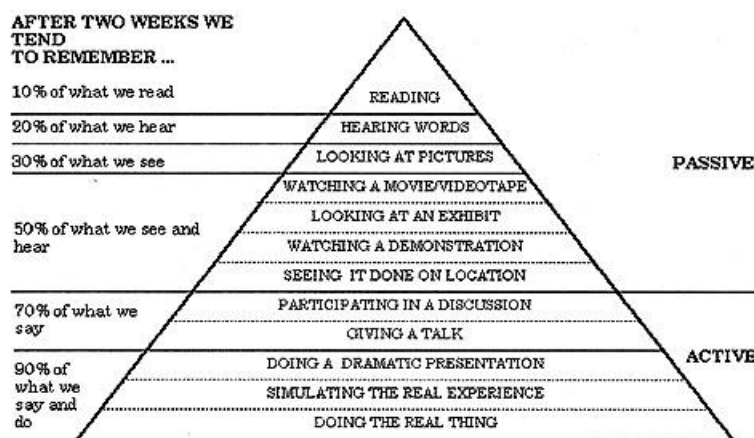 AFTER TWO WEEKS WE
TEND
TO REMEMBER ...
10% of what we read
READING
20% of what we hear
HEARING WORDS
30% of what we see
LOOKING AT PICTURES
PASSIVE
WATCHING A MOVIE/VIDEOTAPE
LOOKING AT AN EXHIBIT
50% of what we see and
hear
WATCHING A DEMONSTRATION
SEEING IT DONE ON LOCATION
70% of what we
say
PARTICIPATING IN A DISCUSSION
GIVING A TALK
ACTIVE
90% of
what we
say and
do
DOING A DRAMATIC PRESENTATION
SIMULATING THE REAL EXPERIENCE
DOING THE REAL THING